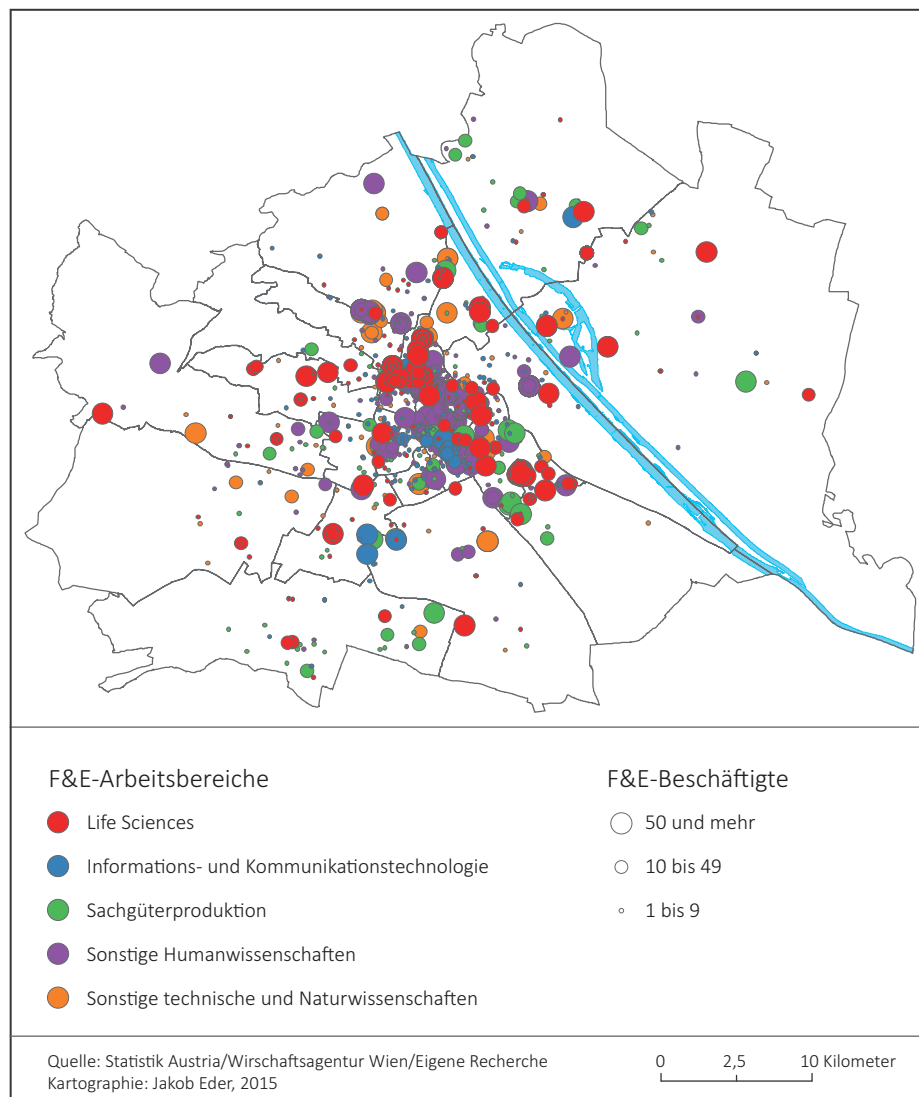 F&E-Arbeitsbereiche
Life Sciences
Informations- und Kommunikationstechnologie
Sachgüterproduktion
Sonstige Humanwissenschaften
Sonstige technische und Naturwissenschaften
F&E-Beschäftigte
50 und mehr
10 bis 49
1 bis 9
Quelle: Statistik Austria/Wirschaftsagentur Wien/Eigene Recherche
Kartographie: Jakob Eder, 2015
0 2,5 10 Kilometer